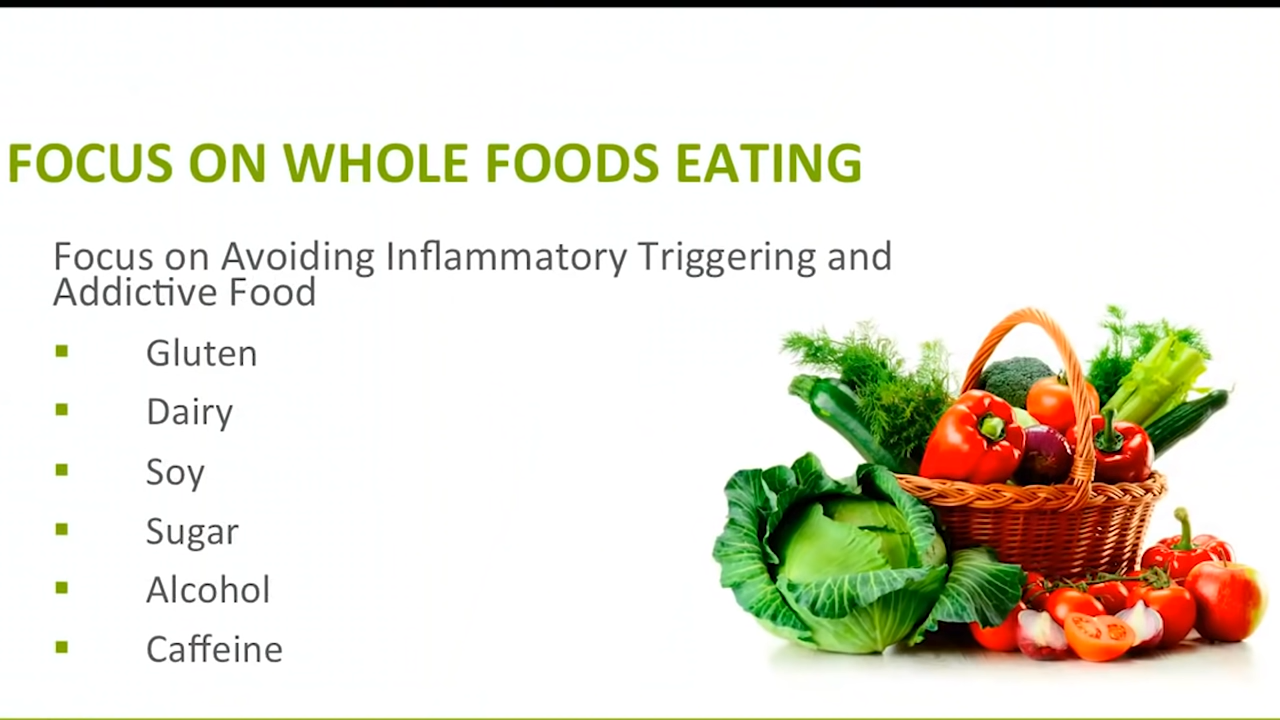 FOCUS ON WHOLE FOODS EATING
Focus on Avoiding Inflammatory Triggering and
Addictive Food
▪ Gluten
▪ Dairy
▪ Soy
▪ Sugar
▪ Alcohol
▪ Caffeine